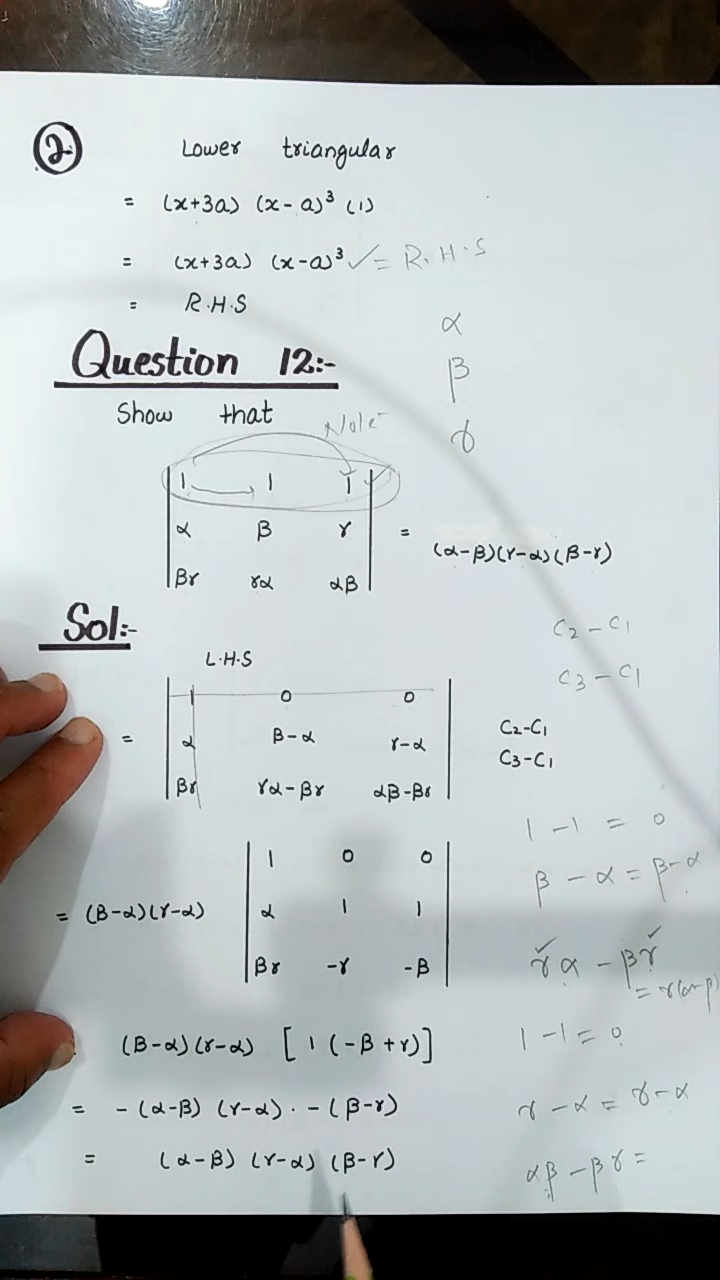 2.
Lower triangular
= (x+3a) (x-a)³ (1)
= (x+3a) (x-a)³ ✓= R.H.S
= R.H.S
α
β
γ
Question 12:-
Show that
Note
| 1 1 1 |
| α β γ | = (α-β)(γ-α)(β-γ)
| βγ γα αβ |
Sol:-
C2 - C1
C3 - C1
L.H.S
| 1 0 0 |
= | α β-α γ-α | C2-C1
C3-C1
| βγ γα-βγ αβ-βγ |
1 - 1 = 0
β - α = β-α
γα - βγ
= γ(α-β)
| 1 0 0 |
= (β-α)(γ-α) | α 1 1 |
| βγ -γ -β |
(β-α)(γ-α) [1(-β+γ)]
1 - 1 = 0
= -(α-β) (γ-α) · -(β-γ)
γ - α = γ-α
= (α-β) (γ-α) (β-γ)
αβ - βγ =